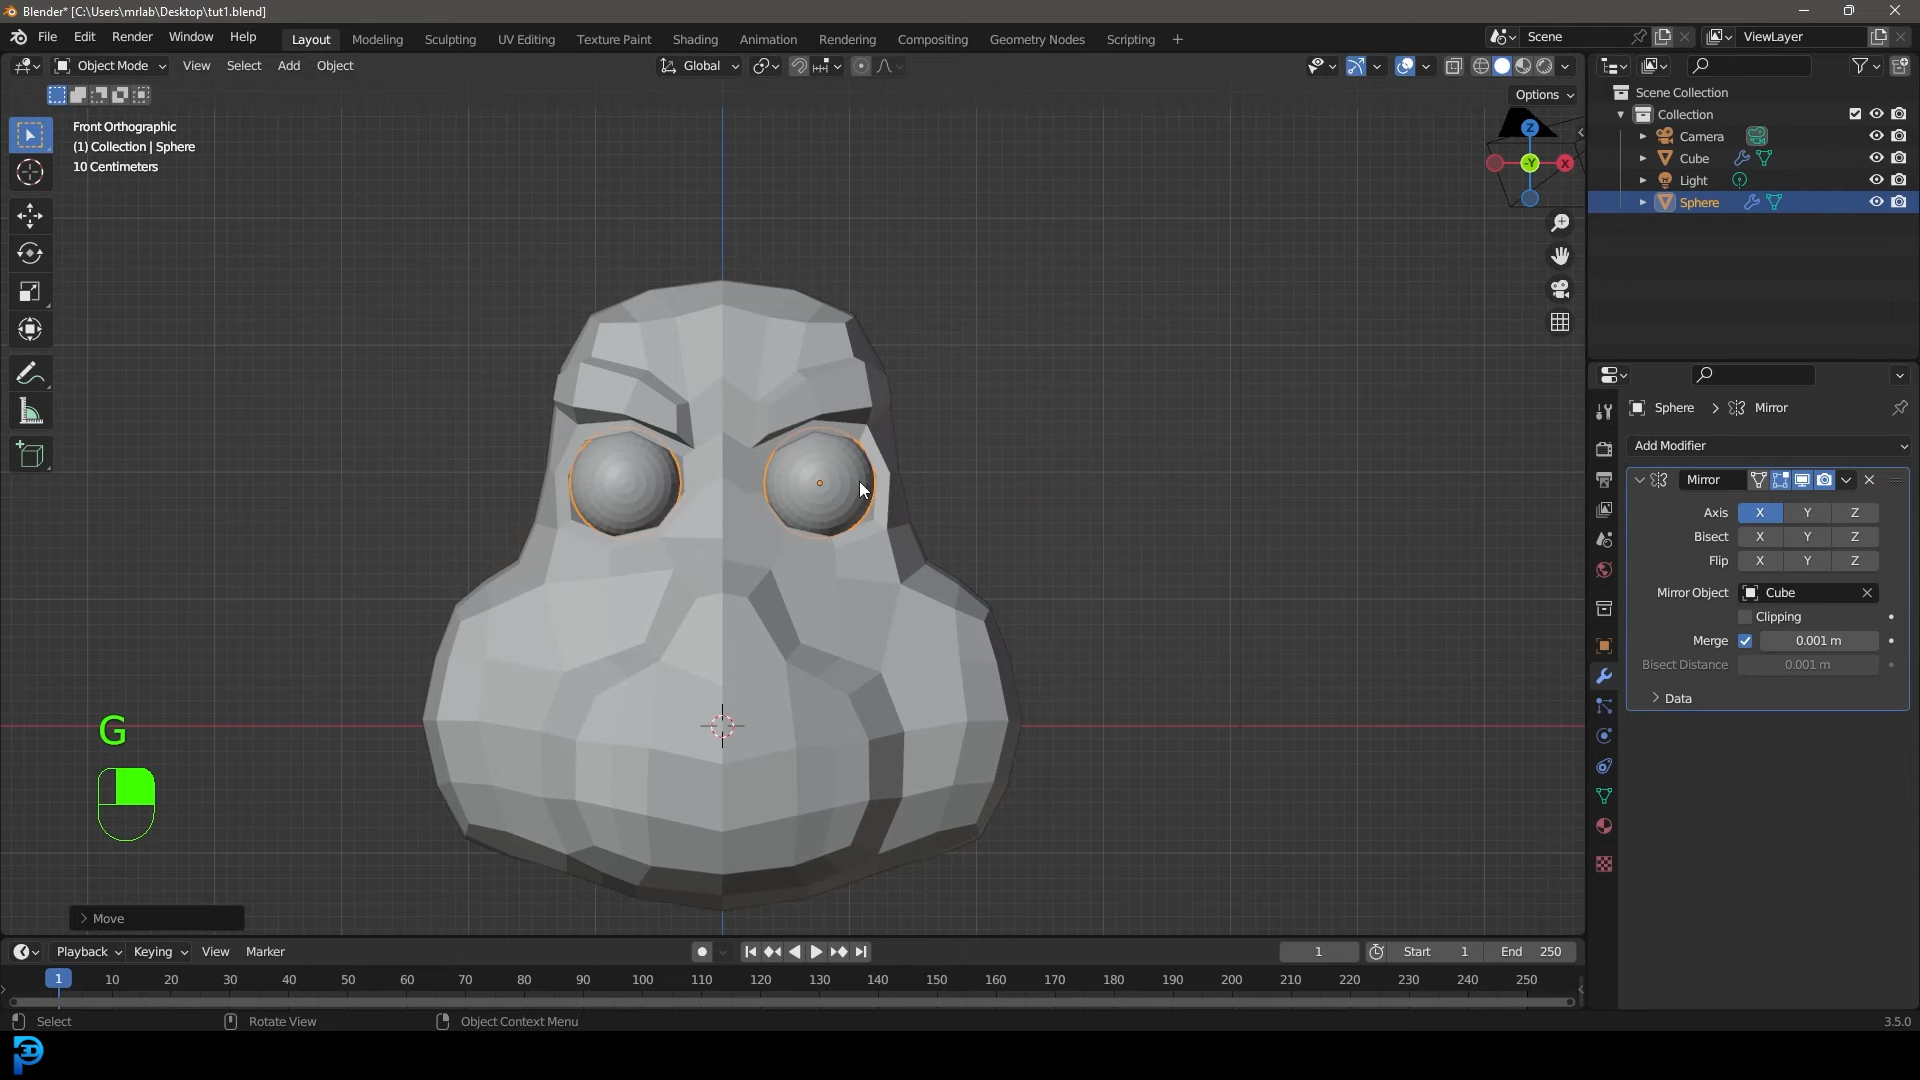 Blender* [C:\Users\mrlab\Desktop\tut1.blend]
File Edit Render Window Help Layout Modeling Sculpting UV Editing Texture Paint Shading Animation Rendering Compositing Geometry Nodes Scripting + Scene ViewLayer
Object Mode View Select Add Object Global
Options
Front Orthographic
(1) Collection | Sphere
10 Centimeters
Z
-Y
X
Scene Collection
Collection
Camera
Cube
Light
Sphere
Sphere > Mirror
Add Modifier
Mirror
Axis X Y Z
Bisect X Y Z
Flip X Y Z
Mirror Object Cube
Clipping
Merge 0.001 m
Bisect Distance 0.001 m
Data
G
Move
Playback Keying View Marker 1 Start 1 End 250
1 10 20 30 40 50 60 70 80 90 100 110 120 130 140 150 160 170 180 190 200 210 220 230 240 250
Select Rotate View Object Context Menu 3.5.0
3D